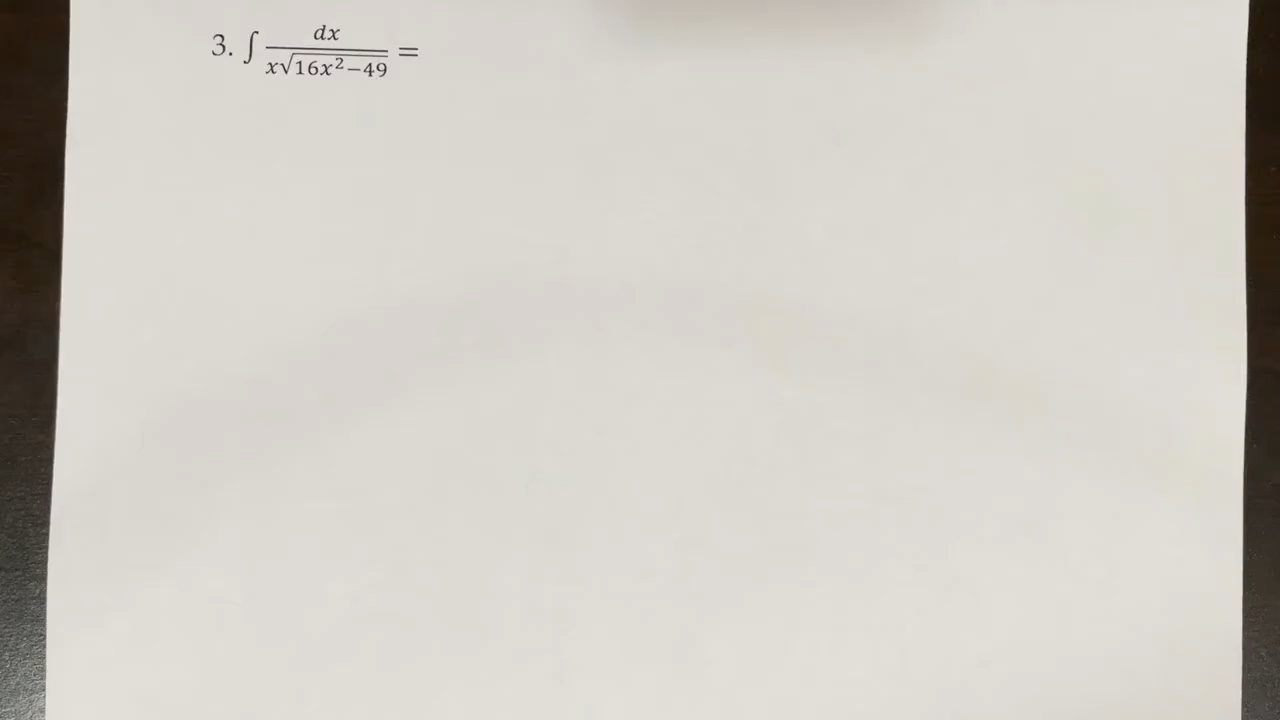 3. ∫ dx / x√16x²−49 =